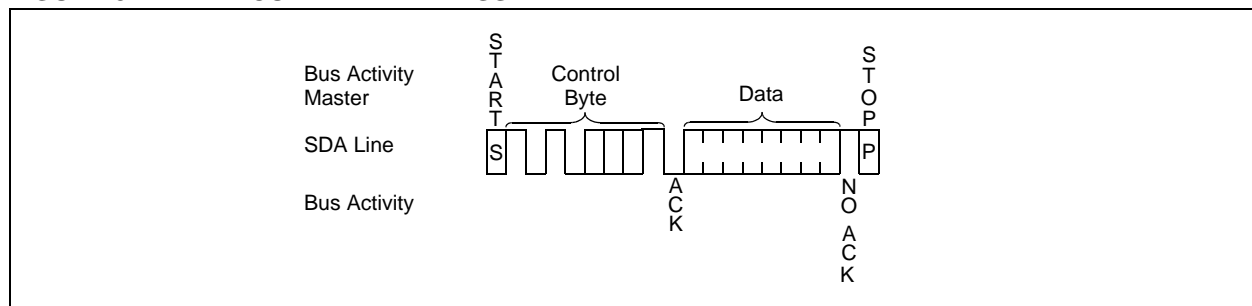 START
STOP
Bus Activity
Master
Control
Byte
Data
SDA Line
S
P
Bus Activity
ACK
NO ACK